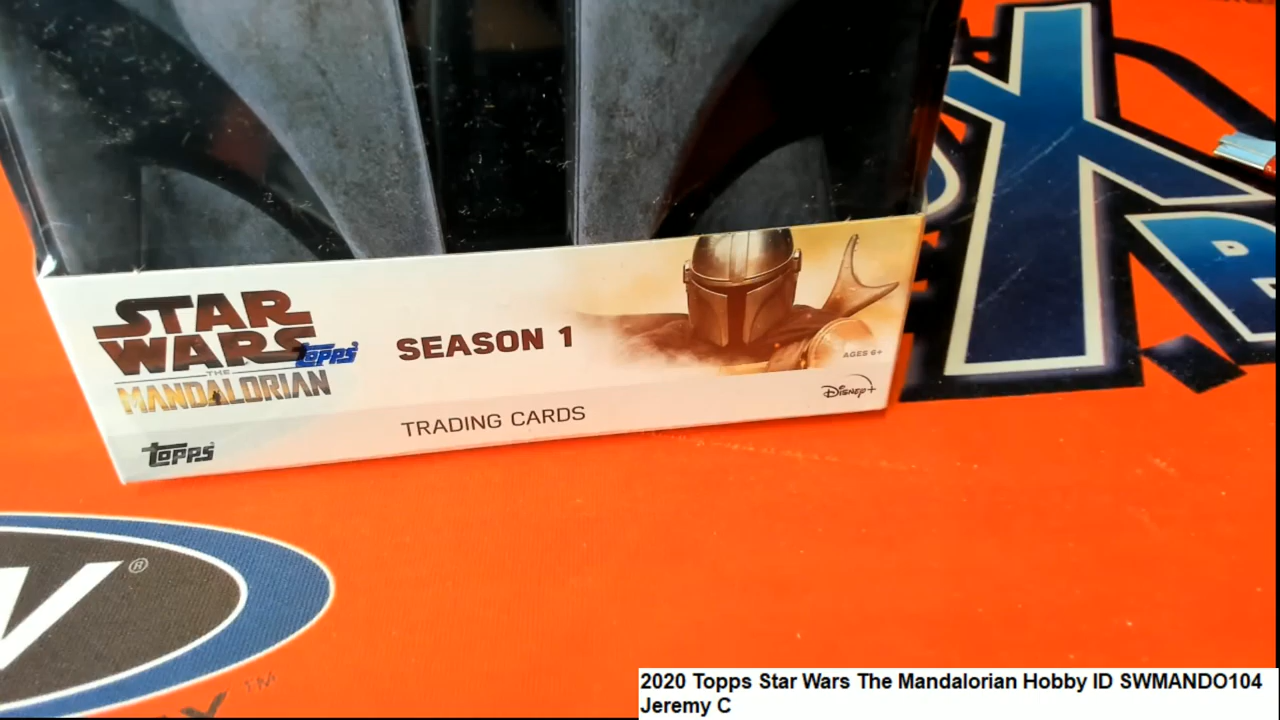 STAR
WARS
TOPPS
THE
MANDALORIAN
SEASON 1
AGES 6+
Disney+
TRADING CARDS
topps
®
TM
2020 Topps Star Wars The Mandalorian Hobby ID SWMANDO104
Jeremy C